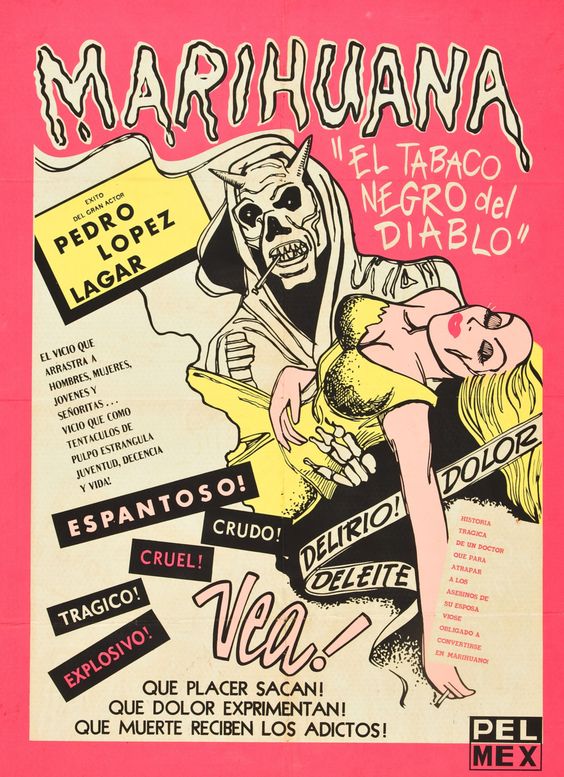 MARIHUANA
"EL TABACO
NEGRO del
DIABLO"
EXITO
DEL GRAN ACTOR
PEDRO
LOPEZ
LAGAR
EL VICIO QUE
ARRASTRA A
HOMBRES, MUJERES,
JOVENES Y
SEÑORITAS...
VICIO QUE COMO
TENTACULOS DE
PULPO ESTRANGULA
JUVENTUD, DECENCIA
Y VIDA!
ESPANTOSO!
CRUDO!
CRUEL!
TRAGICO!
EXPLOSIVO!
DELIRIO! DOLOR
DELEITE
HISTORIA
TRAGICA
DE UN DOCTOR
QUE PARA
ATRAPAR
A LOS
ASESINOS DE
SU ESPOSA
VIOSE
OBLIGADO A
CONVERTIRSE
EN MARIHUANO!
Vea!
QUE PLACER SACAN!
QUE DOLOR EXPRIMENTAN!
QUE MUERTE RECIBEN LOS ADICTOS!
PEL
MEX